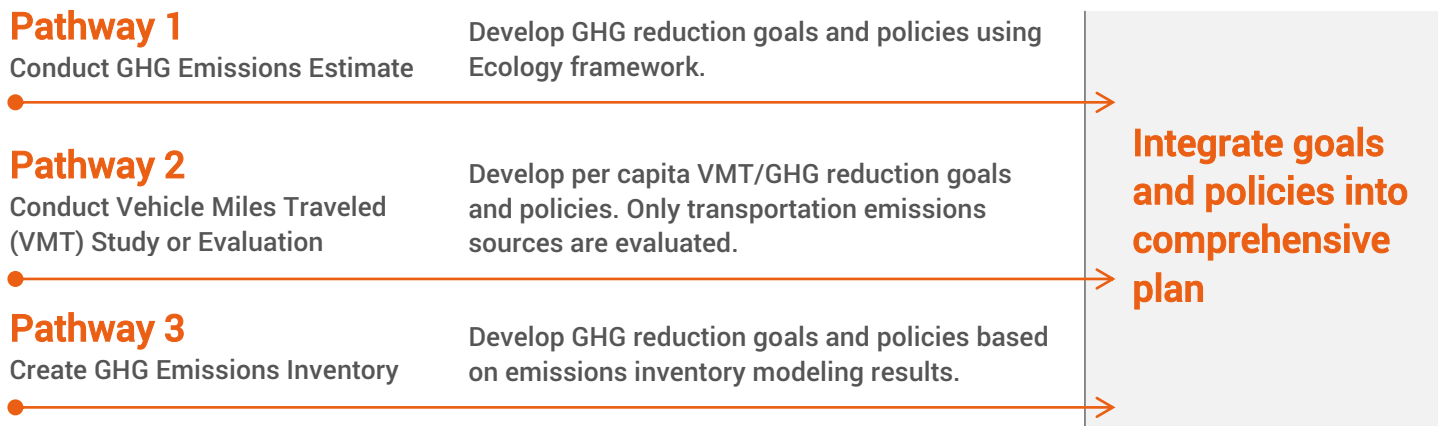 Pathway 1
Conduct GHG Emissions Estimate
Develop GHG reduction goals and policies using
Ecology framework.
Pathway 2
Conduct Vehicle Miles Traveled
(VMT) Study or Evaluation
Develop per capita VMT/GHG reduction goals
and policies. Only transportation emissions
sources are evaluated.
Pathway 3
Create GHG Emissions Inventory
Develop GHG reduction goals and policies based
on emissions inventory modeling results.
Integrate goals
and policies into
comprehensive
plan